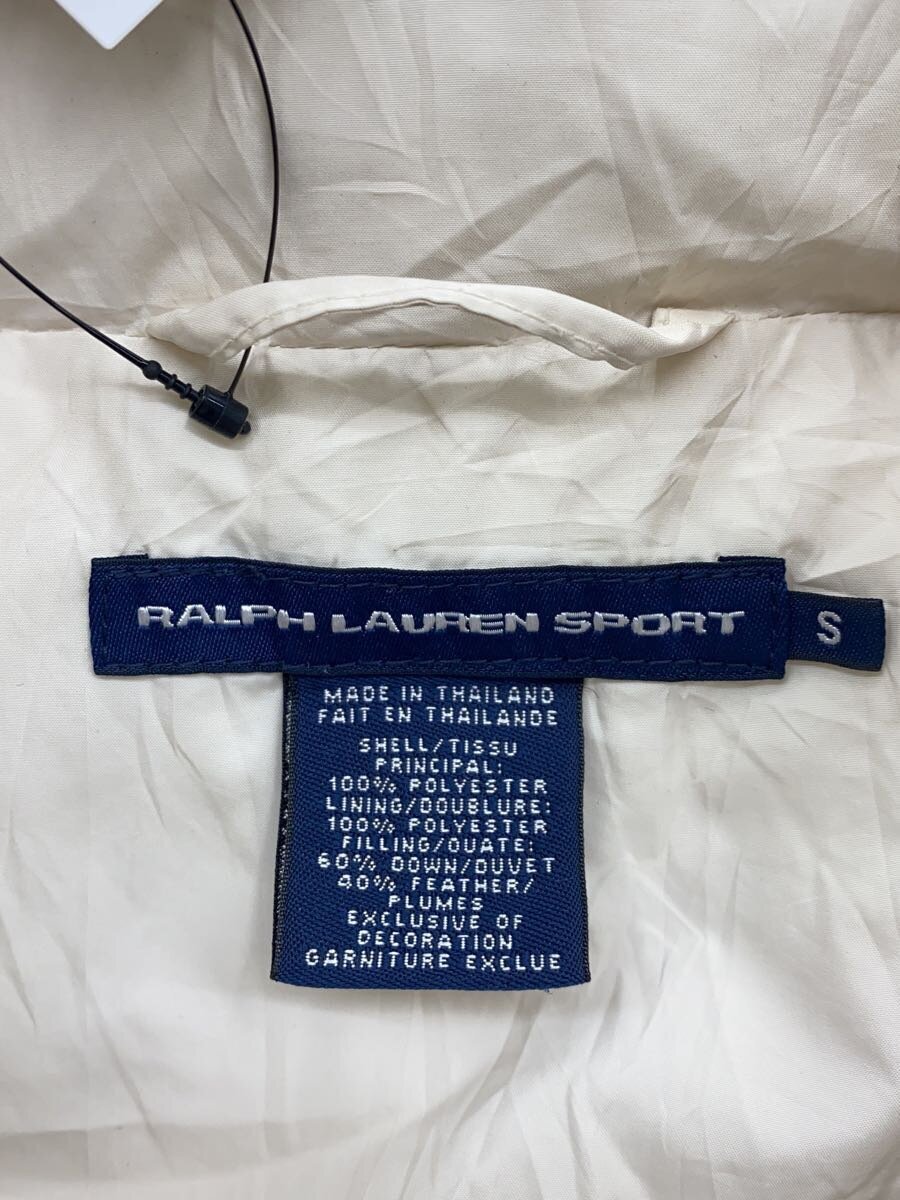 RALPH LAUREN SPORT
S
MADE IN THAILAND
FAIT EN THAILANDE
SHELL/TISSU
PRINCIPAL:
100% POLYESTER
LINING/DOUBLURE:
100% POLYESTER
FILLING/OUATE:
60% DOWN/DUVET
40% FEATHER/
PLUMES
EXCLUSIVE OF
DECORATION
GARNITURE EXCLUE